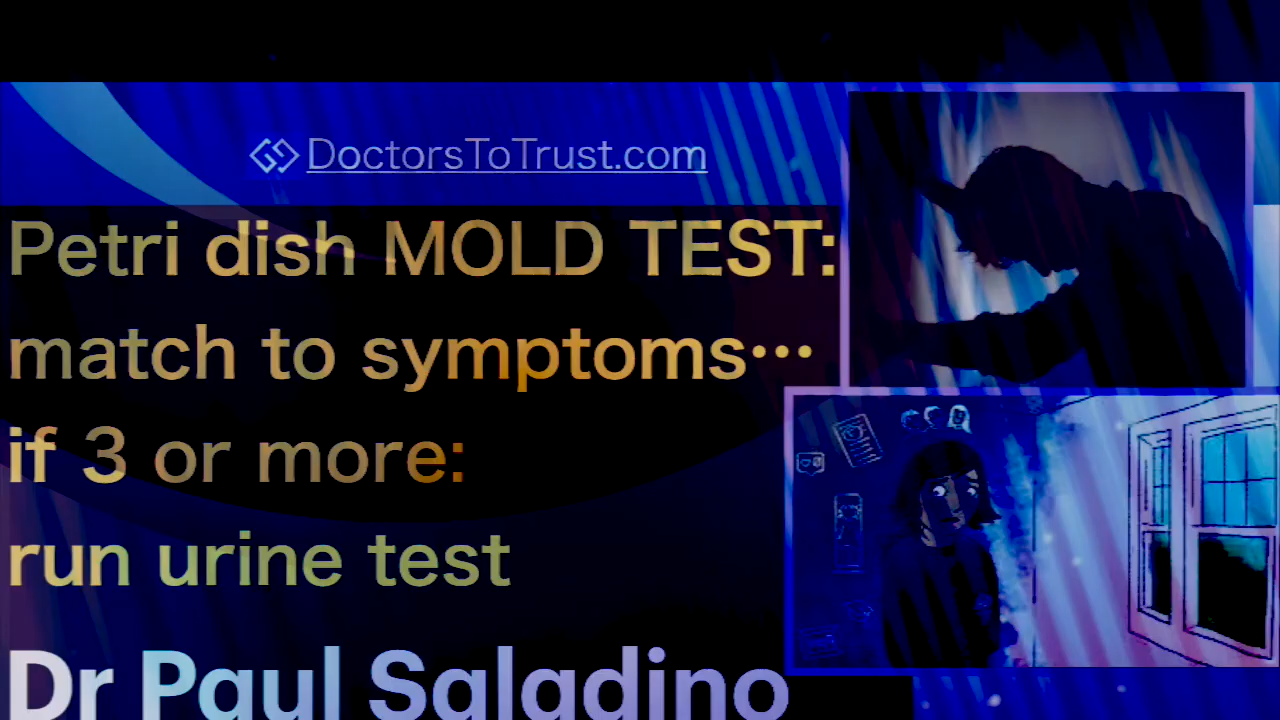 DoctorsToTrust.com
Petri dish MOLD TEST:
match to symptoms…
if 3 or more:
run urine test
Dr Paul Saladino